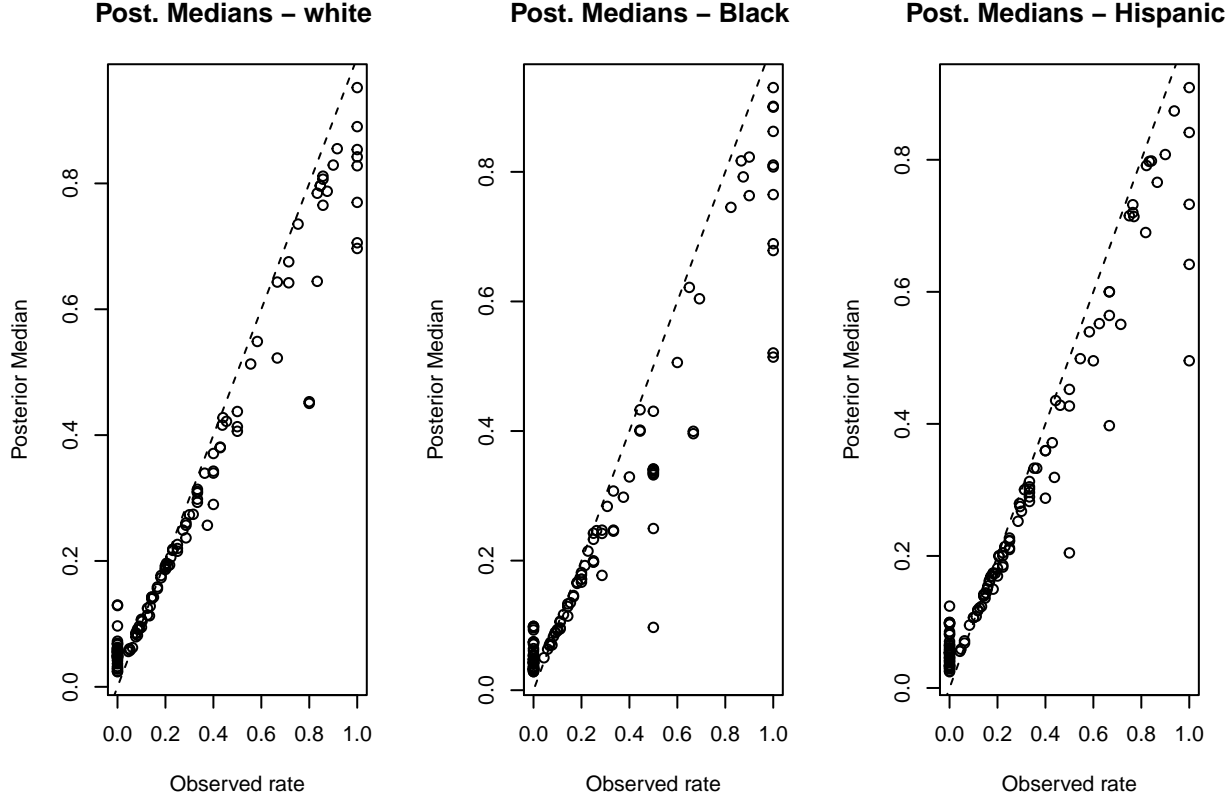 Post. Medians – white
Posterior Median
0.0 0.2 0.4 0.6 0.8
0.0 0.2 0.4 0.6 0.8 1.0
Observed rate
Post. Medians – Black
Posterior Median
0.0 0.2 0.4 0.6 0.8
0.0 0.2 0.4 0.6 0.8 1.0
Observed rate
Post. Medians – Hispanic
Posterior Median
0.0 0.2 0.4 0.6 0.8
0.0 0.2 0.4 0.6 0.8 1.0
Observed rate